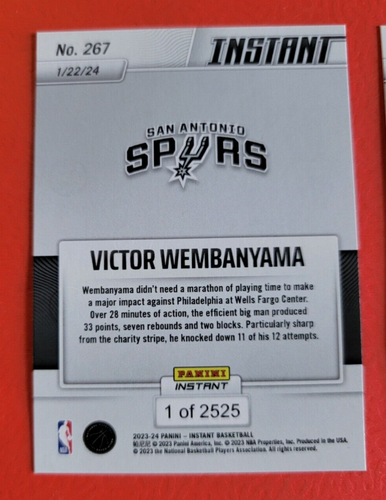 No. 267
INSTANT
1/22/24
SAN ANTONIO
SPURS
VICTOR WEMBANYAMA
Wembanyama didn't need a marathon of playing time to make
a major impact against Philadelphia at Wells Fargo Center.
Over 28 minutes of action, the efficient big man produced
33 points, seven rebounds and two blocks. Particularly sharp
from the charity stripe, he knocked down 11 of his 12 attempts.
PANINI
INSTANT
1 of 2525
2023-24 PANINI – INSTANT BASKETBALL
© 2023 Panini America, Inc. © 2023 NBA Properties, Inc. Produced in the USA.
© 2023 the National Basketball Players Association. All rights reserved.